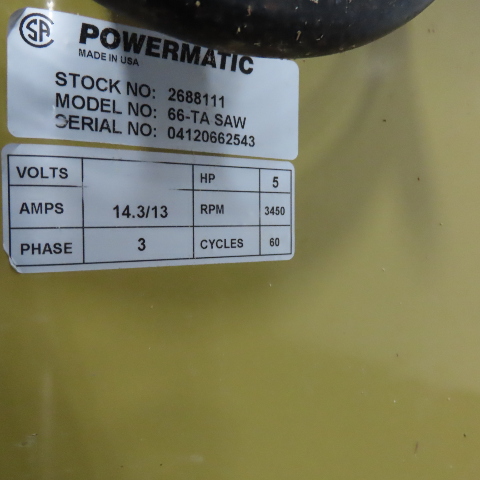 SA POWERMATIC
MADE IN USA
STOCK NO: 2688111
MODEL NO: 66-TA SAW
SERIAL NO: 04120662543
VOLTS HP 5
AMPS 14.3/13 RPM 3450
PHASE 3 CYCLES 60